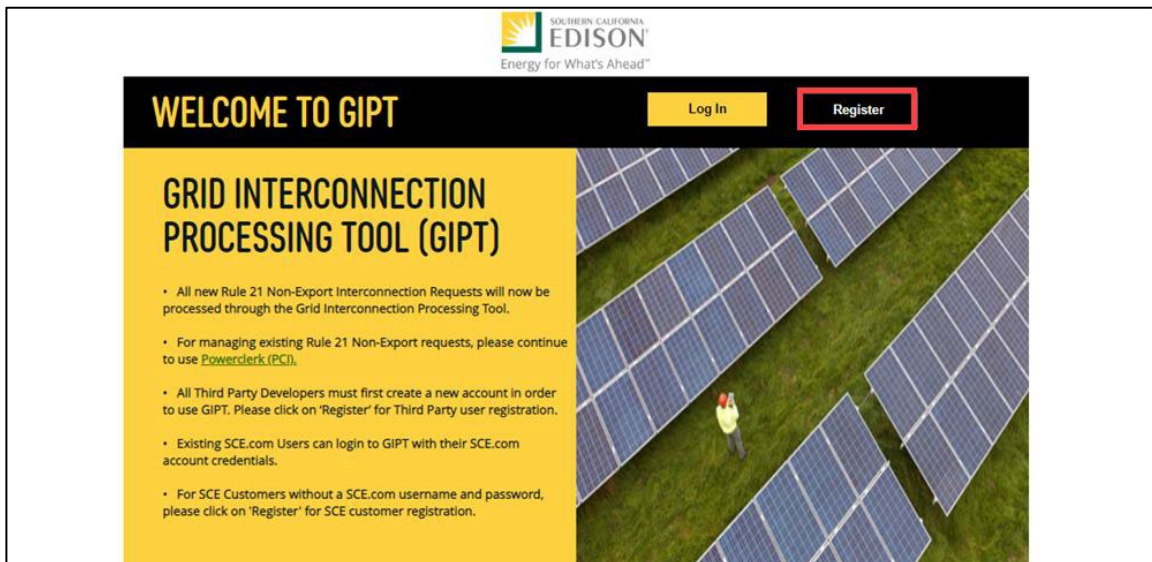 SOUTHERN CALIFORNIA
EDISON®
Energy for What's Ahead℠
WELCOME TO GIPT
Log In
Register
GRID INTERCONNECTION
PROCESSING TOOL (GIPT)
• All new Rule 21 Non-Export Interconnection Requests will now be
processed through the Grid Interconnection Processing Tool.
• For managing existing Rule 21 Non-Export requests, please continue
to use Powerclerk (PCI).
• All Third Party Developers must first create a new account in order
to use GIPT. Please click on ‘Register’ for Third Party user registration.
• Existing SCE.com Users can login to GIPT with their SCE.com
account credentials.
• For SCE Customers without a SCE.com username and password,
please click on 'Register' for SCE customer registration.